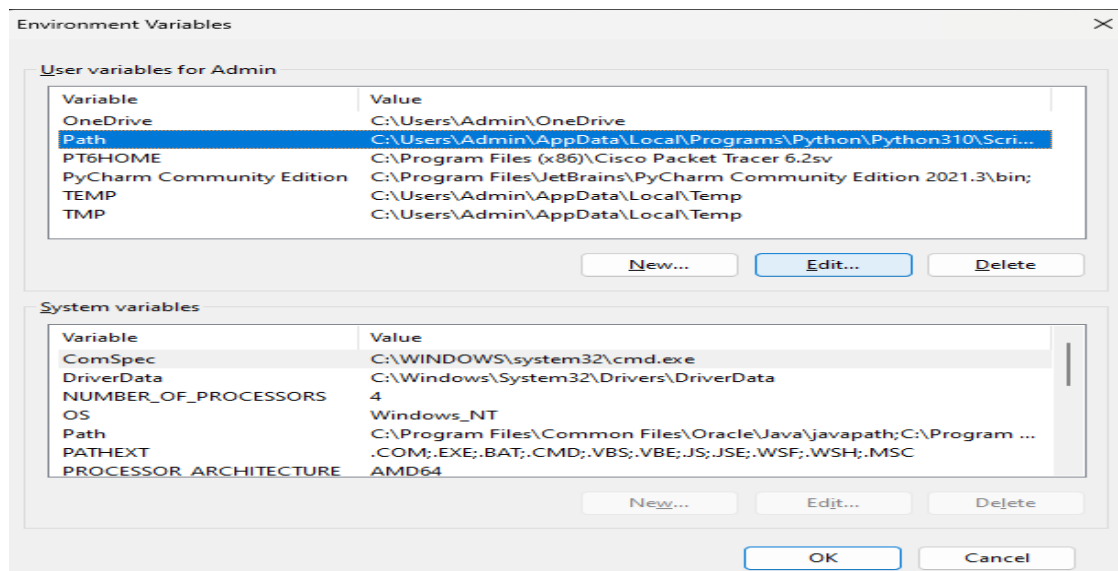 Environment Variables
User variables for Admin
Variable Value
OneDrive C:\Users\Admin\OneDrive
Path C:\Users\Admin\AppData\Local\Programs\Python\Python310\Scri...
PT6HOME C:\Program Files (x86)\Cisco Packet Tracer 6.2sv
PyCharm Community Edition C:\Program Files\JetBrains\PyCharm Community Edition 2021.3\bin;
TEMP C:\Users\Admin\AppData\Local\Temp
TMP C:\Users\Admin\AppData\Local\Temp
New... Edit... Delete
System variables
Variable Value
ComSpec C:\WINDOWS\system32\cmd.exe
DriverData C:\Windows\System32\Drivers\DriverData
NUMBER_OF_PROCESSORS 4
OS Windows_NT
Path C:\Program Files\Common Files\Oracle\Java\javapath;C:\Program ...
PATHEXT .COM;.EXE;.BAT;.CMD;.VBS;.VBE;.JS;.JSE;.WSF;.WSH;.MSC
PROCESSOR_ARCHITECTURE AMD64
New... Edit... Delete
OK Cancel